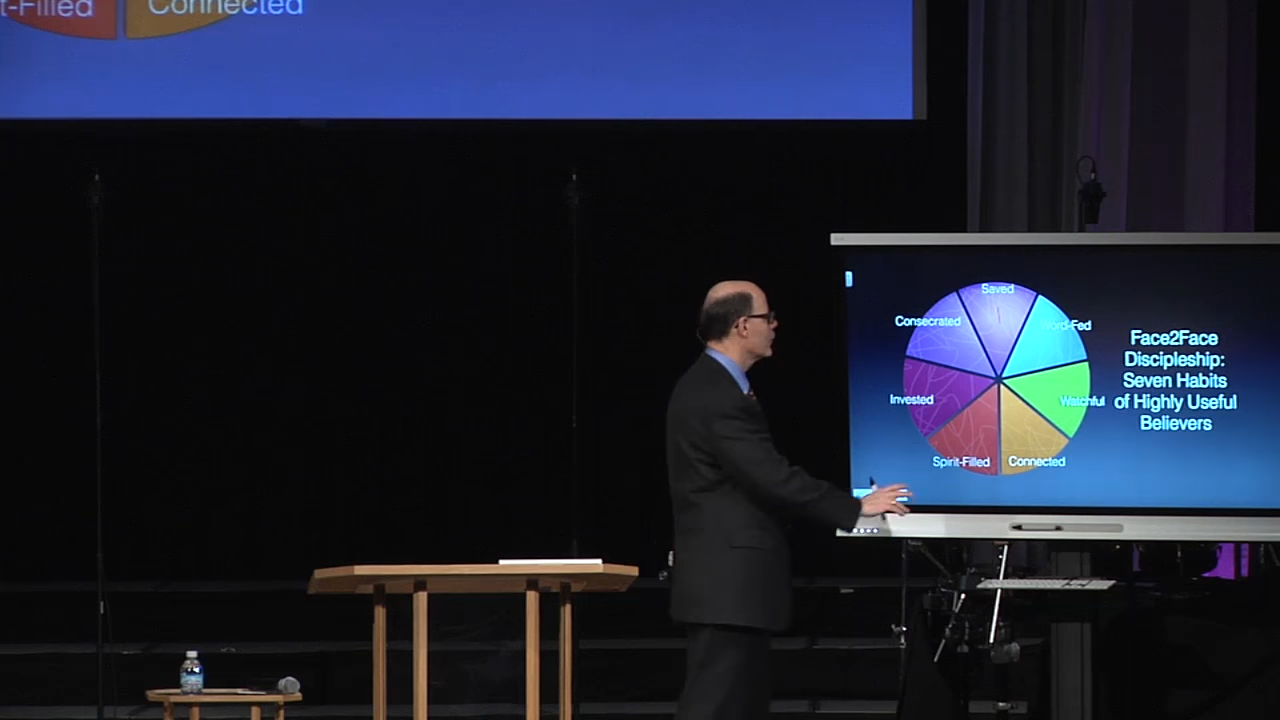 t-Filled
Connected
Saved
Consecrated
Word-Fed
Invested
Watchful
Spirit-Filled
Connected
Face2Face
Discipleship:
Seven Habits
of Highly Useful
Believers